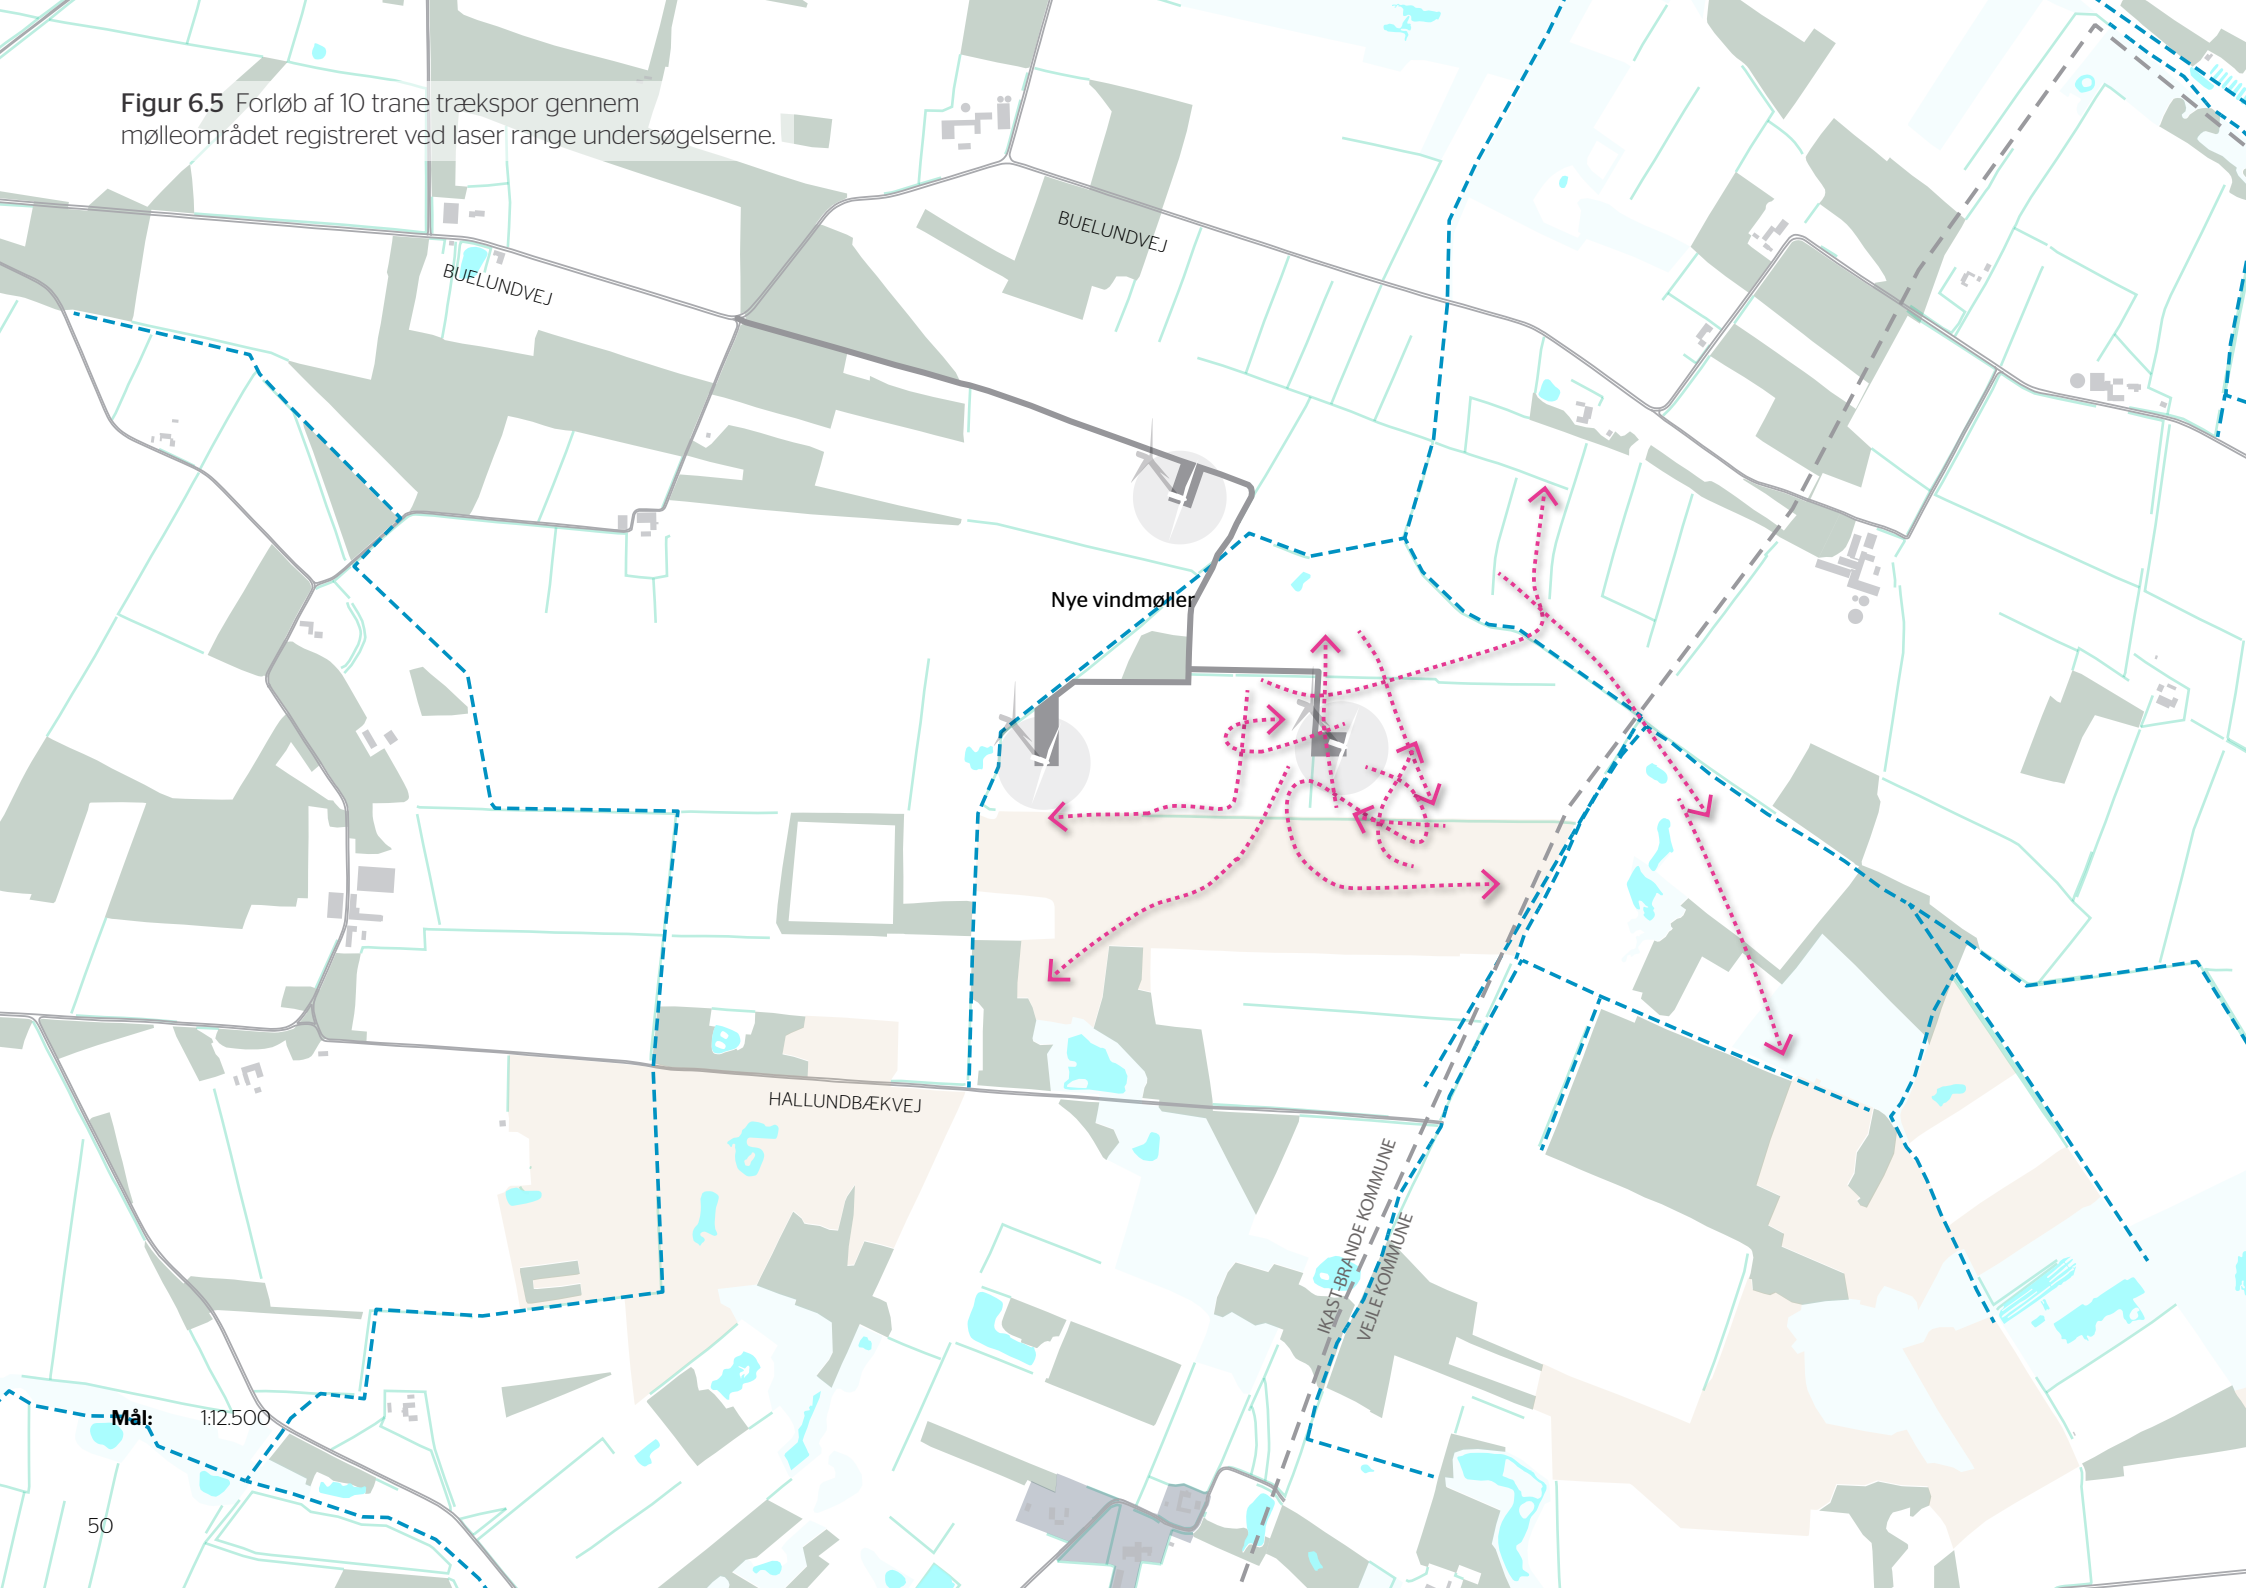 Figur 6.5 Forløb af 10 trane trækspor gennem
mølleområdet registreret ved laser range undersøgelserne.
BUELUNDVEJ
BUELUNDVEJ
Nye vindmøller
HALLUNDBÆKVEJ
IKAST-BRANDE KOMMUNE
VEJLE KOMMUNE
Mål: 1:12.500
50